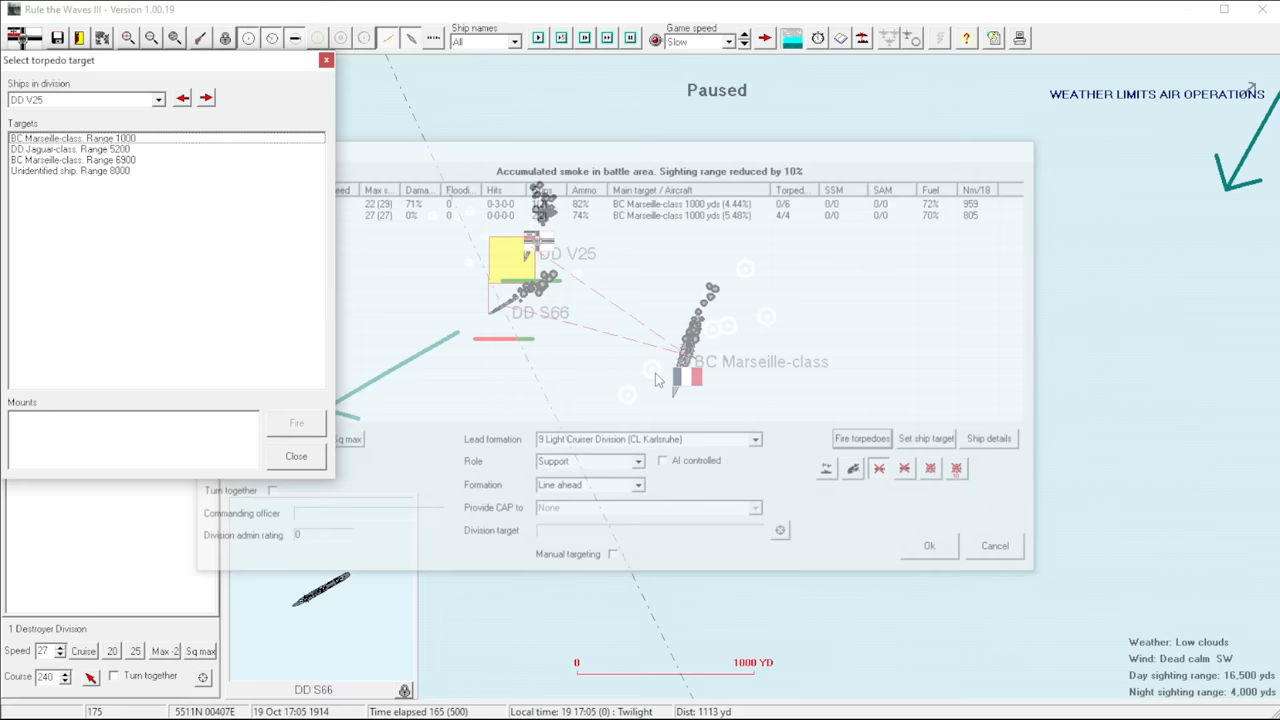 Rule the Waves III - Version 1.00.19
Ship names
All
Game speed
Slow
Select torpedo target
Ships in division
DD V25
Targets
BC Marseille-class. Range 1000
DD Jaguar-class. Range 5200
BC Marseille-class. Range 6900
Unidentified ship. Range 8000
Mounts
Fire
Close
Paused
WEATHER LIMITS AIR OPERATIONS
Accumulated smoke in battle area. Sighting range reduced by 10%
Max s... Dama... Floodi... Hits Ammo Main target / Aircraft Torped... SSM SAM Fuel Nm/18
22 (29) 71% 0 0-3-0-0 82% BC Marseille-class 1000 yds (4.44%) 0/6 0/0 0/0 72% 959
27 (27) 0% 0 0-0-0-0 74% BC Marseille-class 1000 yds (5.48%) 4/4 0/0 0/0 70% 805
DD V25
DD S66
BC Marseille-class
Sq max
Lead formation
9 Light Cruiser Division (CL Karlsruhe)
Fire torpedoes
Set ship target
Ship details
Role
Support
AI controlled
Formation
Line ahead
Turn together
Provide CAP to
None
Commanding officer
Division target
Division admin rating
0
Manual targeting
Ok
Cancel
1 Destroyer Division
Speed 27 Cruise 20 25 Max -2 Sq max
Course 240 Turn together
DD S66
0 1000 YD
Weather: Low clouds
Wind: Dead calm SW
Day sighting range: 16,500 yds
Night sighting range: 4,000 yds
175 5511N 00407E 19 Oct 17:05 1914 Time elapsed 165 (500) Local time: 19 17:05 (0) : Twilight Dist: 1113 yd